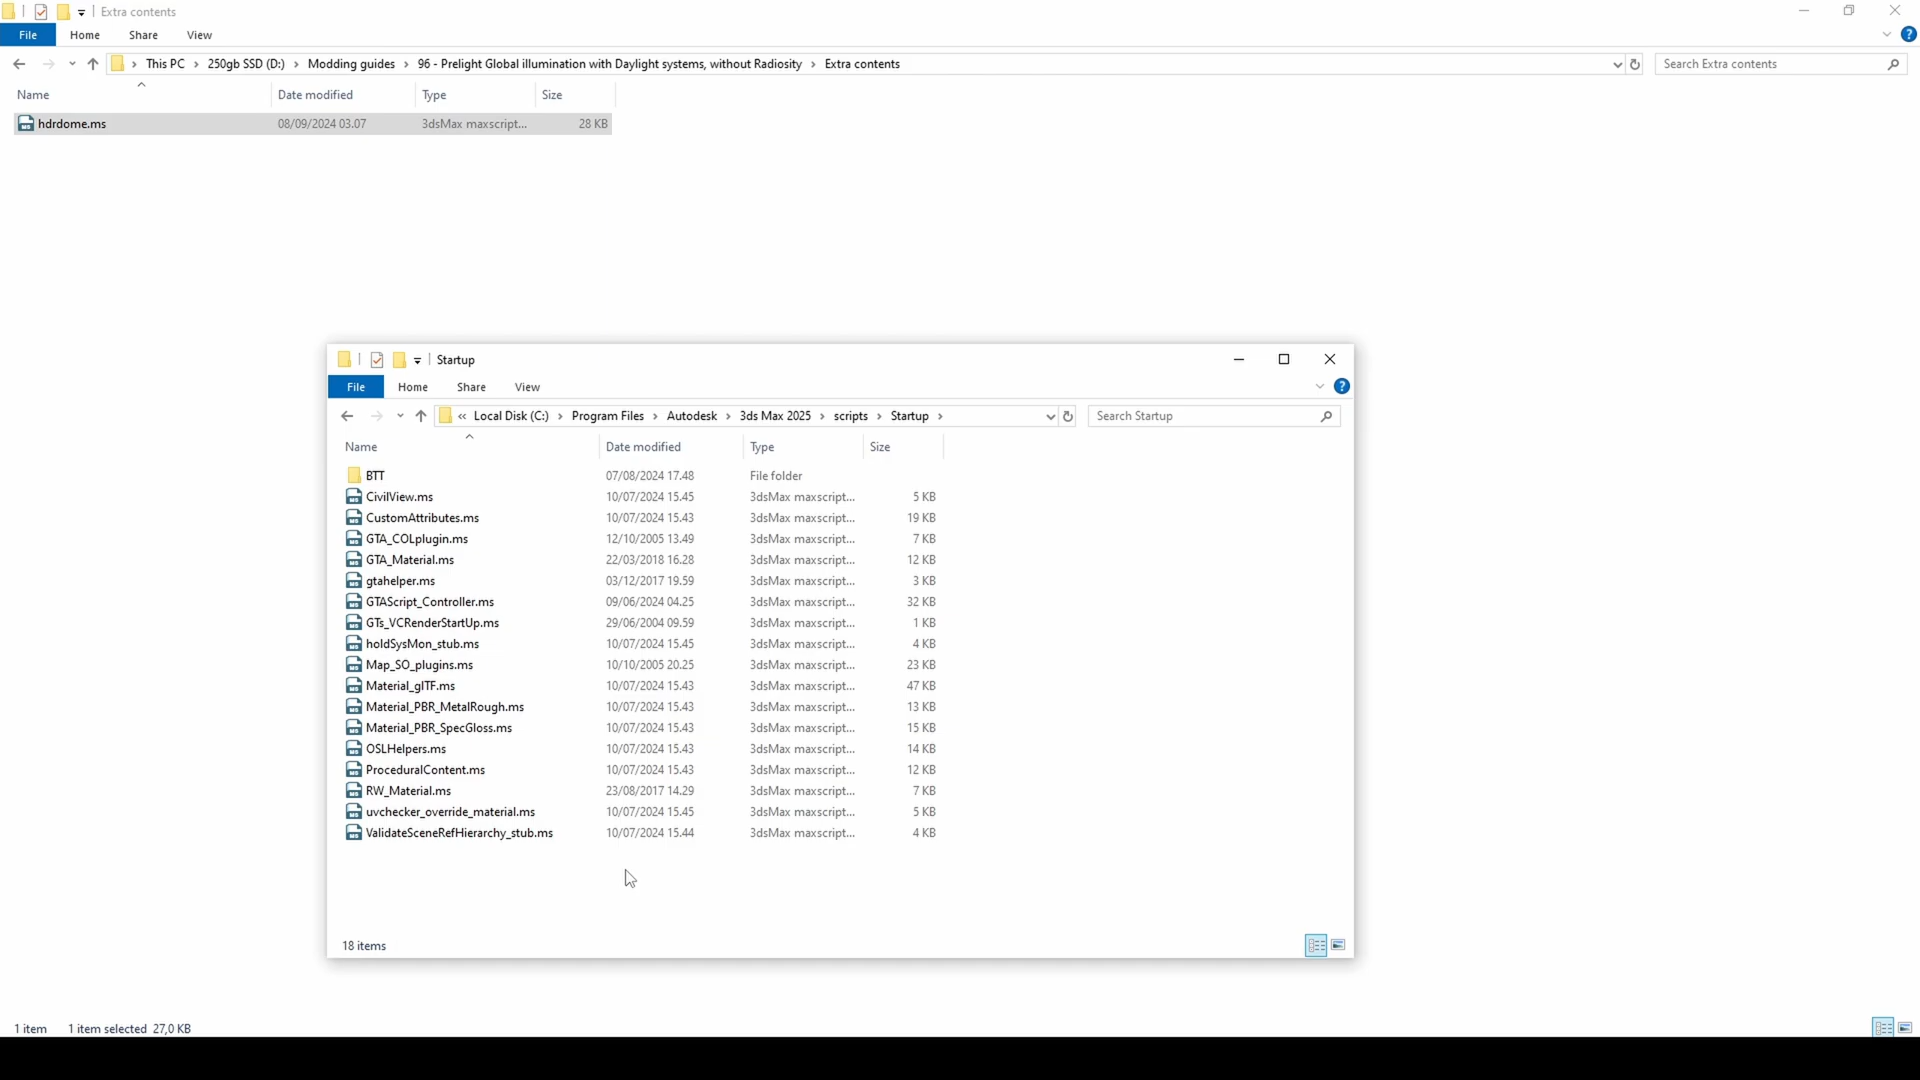 Extra contents
File Home Share View
This PC › 250gb SSD (D:) › Modding guides › 96 - Prelight Global illumination with Daylight systems, without Radiosity › Extra contents
Search Extra contents
Name Date modified Type Size
hdrdome.ms 08/09/2024 03.07 3dsMax maxscript... 28 KB
Startup
File Home Share View
« Local Disk (C:) › Program Files › Autodesk › 3ds Max 2025 › scripts › Startup ›
Search Startup
Name Date modified Type Size
BTT 07/08/2024 17.48 File folder
CivilView.ms 10/07/2024 15.45 3dsMax maxscript... 5 KB
CustomAttributes.ms 10/07/2024 15.43 3dsMax maxscript... 19 KB
GTA_COLplugin.ms 12/10/2005 13.49 3dsMax maxscript... 7 KB
GTA_Material.ms 22/03/2018 16.28 3dsMax maxscript... 12 KB
gtahelper.ms 03/12/2017 19.59 3dsMax maxscript... 3 KB
GTAScript_Controller.ms 09/06/2024 04.25 3dsMax maxscript... 32 KB
GTs_VCRenderStartUp.ms 29/06/2004 09.59 3dsMax maxscript... 1 KB
holdSysMon_stub.ms 10/07/2024 15.45 3dsMax maxscript... 4 KB
Map_SO_plugins.ms 10/10/2005 20.25 3dsMax maxscript... 23 KB
Material_glTF.ms 10/07/2024 15.43 3dsMax maxscript... 47 KB
Material_PBR_MetalRough.ms 10/07/2024 15.43 3dsMax maxscript... 13 KB
Material_PBR_SpecGloss.ms 10/07/2024 15.43 3dsMax maxscript... 15 KB
OSLHelpers.ms 10/07/2024 15.43 3dsMax maxscript... 14 KB
ProceduralContent.ms 10/07/2024 15.43 3dsMax maxscript... 12 KB
RW_Material.ms 23/08/2017 14.29 3dsMax maxscript... 7 KB
uvchecker_override_material.ms 10/07/2024 15.45 3dsMax maxscript... 5 KB
ValidateSceneRefHierarchy_stub.ms 10/07/2024 15.44 3dsMax maxscript... 4 KB
18 items
1 item 1 item selected 27,0 KB